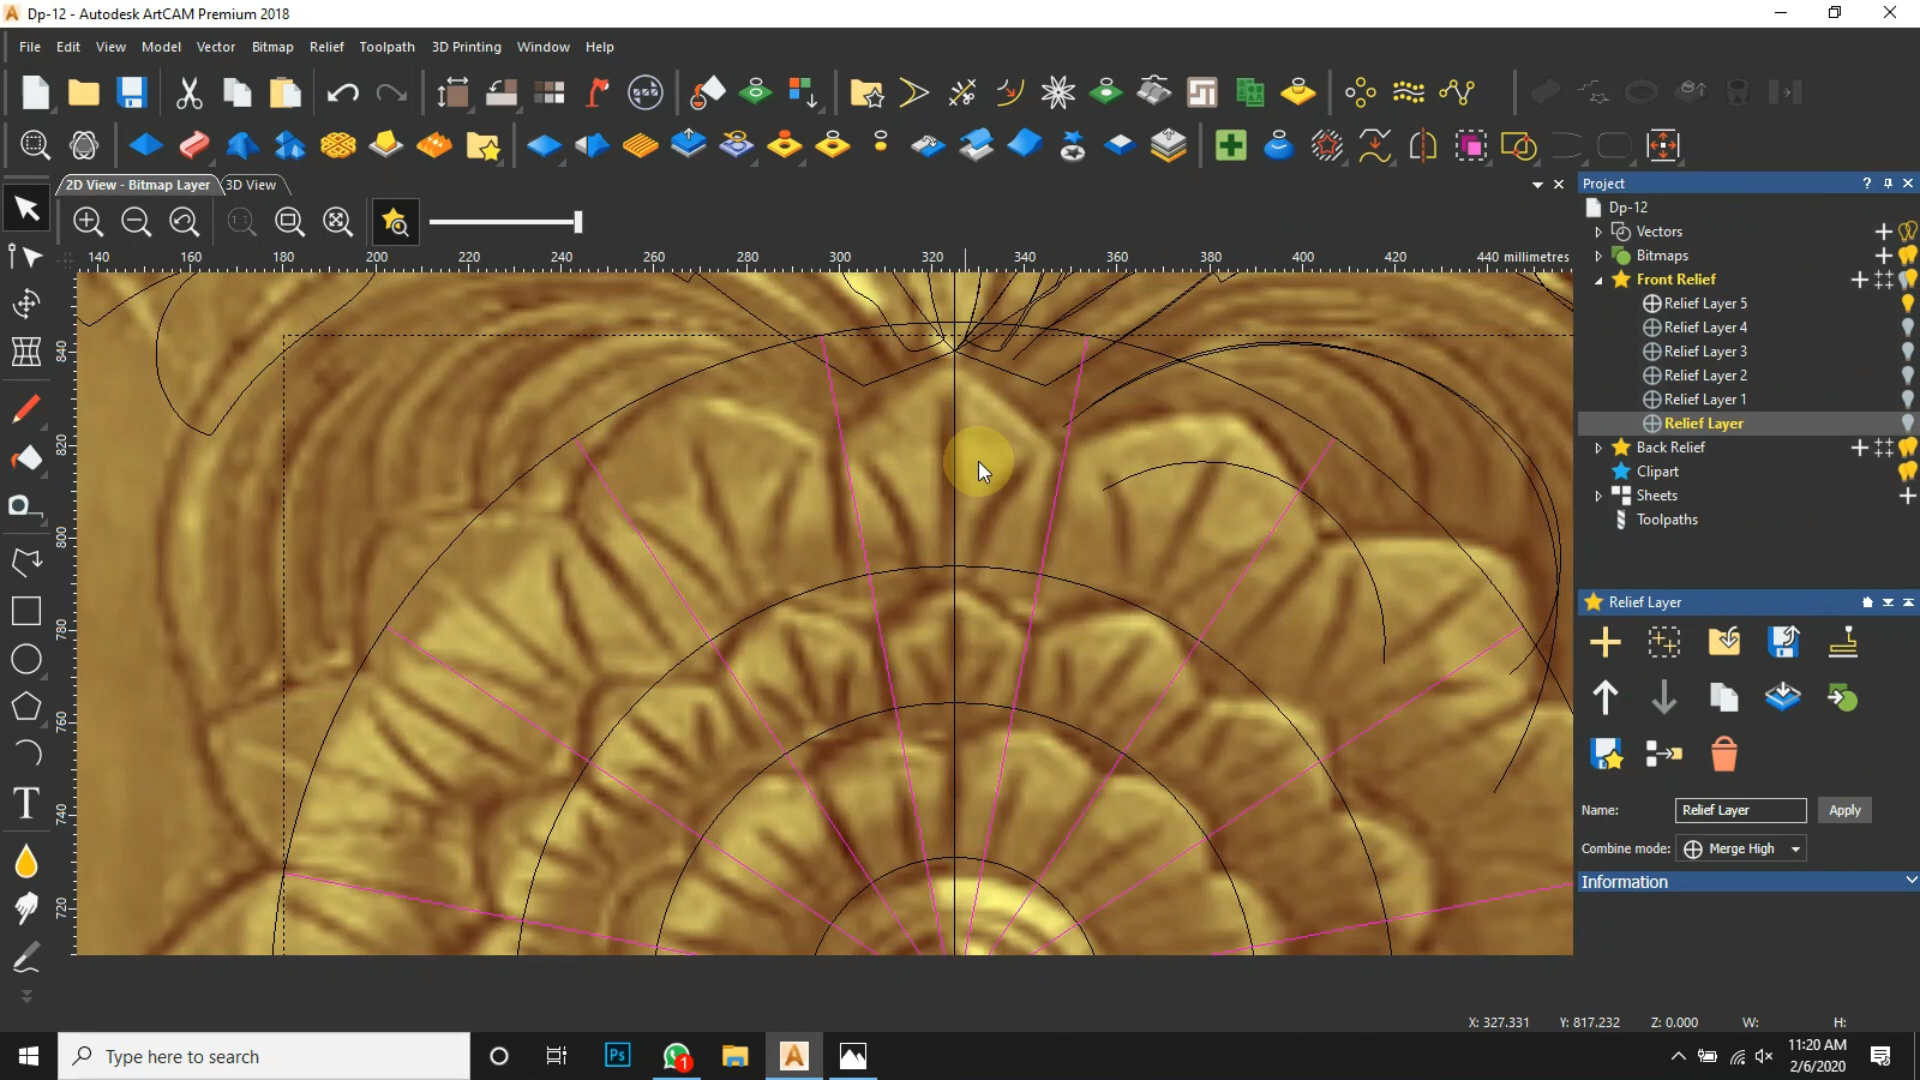 Dp-12 - Autodesk ArtCAM Premium 2018
File Edit View Model Vector Bitmap Relief Toolpath 3D Printing Window Help
2D View - Bitmap Layer 3D View
140 160 180 200 220 240 260 280 300 320 340 360 380 400 420 440 millimetres
840
820
800
780
760
740
720
T
Project
Dp-12
Vectors
Bitmaps
Front Relief
Relief Layer 5
Relief Layer 4
Relief Layer 3
Relief Layer 2
Relief Layer 1
Relief Layer
Back Relief
Clipart
Sheets
Toolpaths
Relief Layer
Name: Relief Layer Apply
Combine mode: Merge High
Information
X: 327.331 Y: 817.232 Z: 0.000 W: H:
Type here to search
Ps
1
A
11:20 AM
2/6/2020